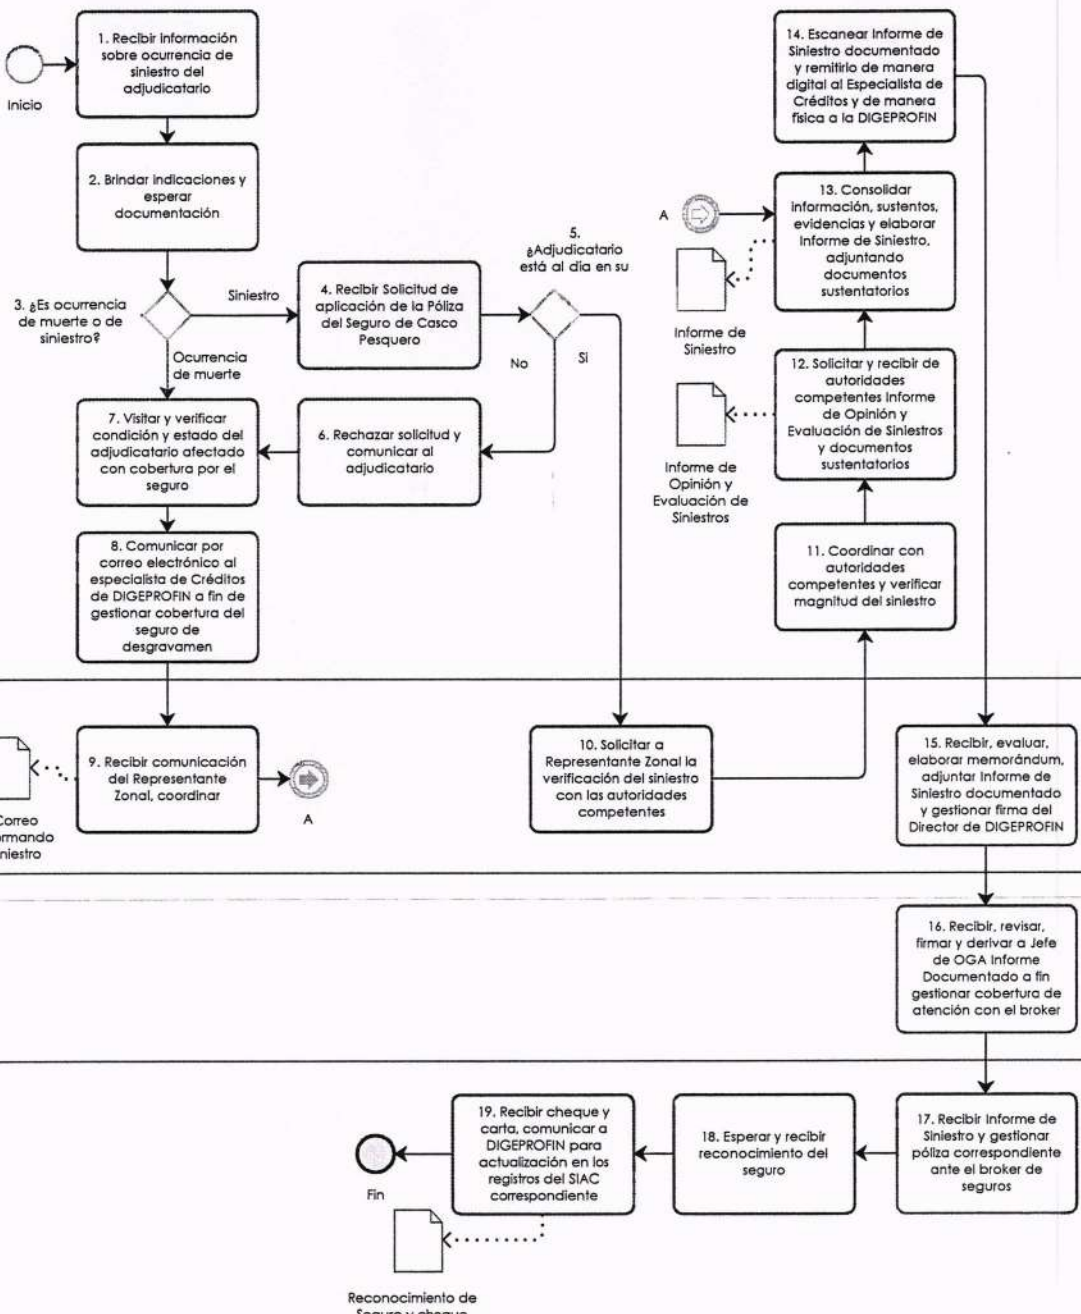 Inicio
1. Recibir información
sobre ocurrencia de
siniestro del
adjudicatario
2. Brindar indicaciones y
esperar
documentación
3. ¿Es ocurrencia
de muerte o de
siniestro?
Siniestro
Ocurrencia
de muerte
4. Recibir Solicitud de
aplicación de la Póliza
del Seguro de Casco
Pesquero
5.
¿Adjudicatario
está al día en su
No
Si
6. Rechazar solicitud y
comunicar al
adjudicatario
7. Visitar y verificar
condición y estado del
adjudicatario afectado
con cobertura por el
seguro
8. Comunicar por
correo electrónico al
especialista de Créditos
de DIGEPROFIN a fin de
gestionar cobertura del
seguro de
desgravamen
9. Recibir comunicación
del Representante
Zonal, coordinar
A
Correo
rmando
niestro
10. Solicitar a
Representante Zonal la
verificación del siniestro
con las autoridades
competentes
11. Coordinar con
autoridades
competentes y verificar
magnitud del siniestro
12. Solicitar y recibir de
autoridades
competentes Informe
de Opinión y
Evaluación de Siniestros
y documentos
sustentatorios
Informe de
Opinión y
Evaluación de
Siniestros
A
13. Consolidar
información, sustentos,
evidencias y elaborar
Informe de Siniestro,
adjuntando
documentos
sustentatorios
Informe de
Siniestro
14. Escanear Informe de
Siniestro documentado
y remitirlo de manera
digital al Especialista de
Créditos y de manera
física a la DIGEPROFIN
15. Recibir, evaluar,
elaborar memorándum,
adjuntar Informe de
Siniestro documentado
y gestionar firma del
Director de DIGEPROFIN
16. Recibir, revisar,
firmar y derivar a Jefe
de OGA Informe
Documentado a fin
gestionar cobertura de
atención con el broker
17. Recibir Informe de
Siniestro y gestionar
póliza correspondiente
ante el broker de
seguros
18. Esperar y recibir
reconocimiento del
seguro
19. Recibir cheque y
carta, comunicar a
DIGEPROFIN para
actualización en los
registros del SIAC
correspondiente
Fin
Reconocimiento de
Seguro y cheque